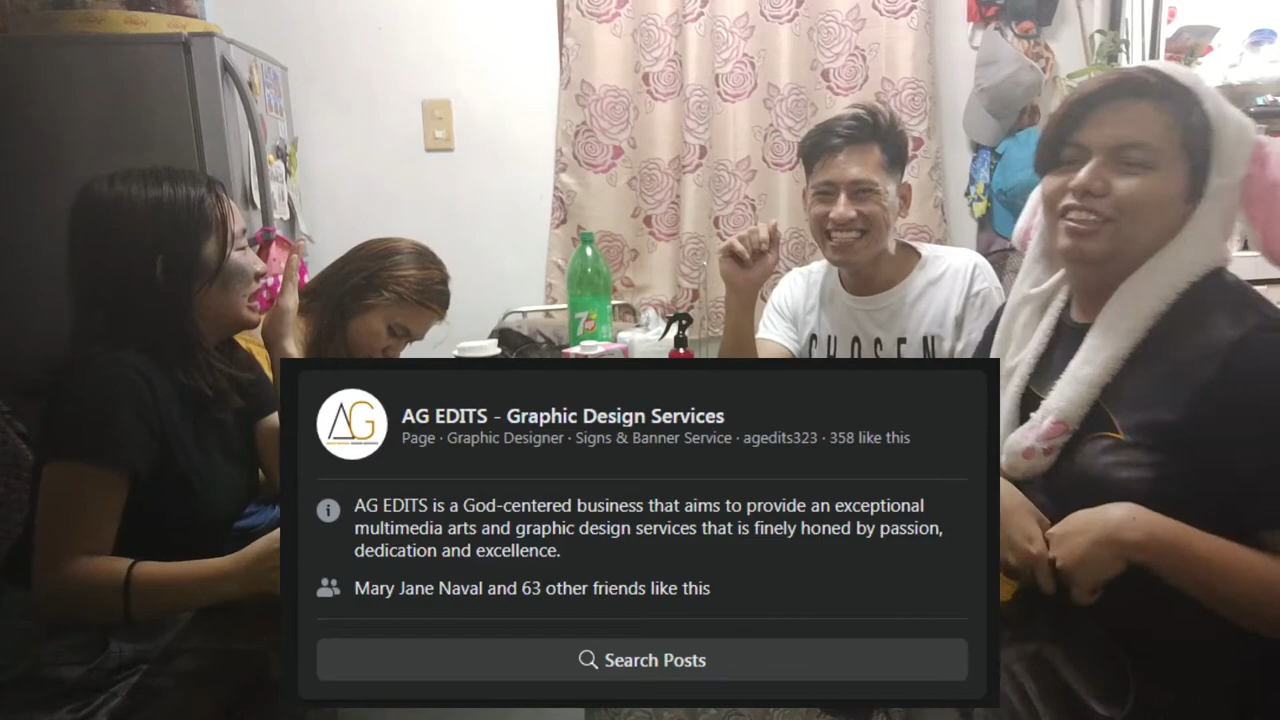 7
CHOSEN
AG
AG EDITS - Graphic Design Services
Page · Graphic Designer · Signs & Banner Service · agedits323 · 358 like this
AG EDITS is a God-centered business that aims to provide an exceptional
multimedia arts and graphic design services that is finely honed by passion,
dedication and excellence.
Mary Jane Naval and 63 other friends like this
Search Posts